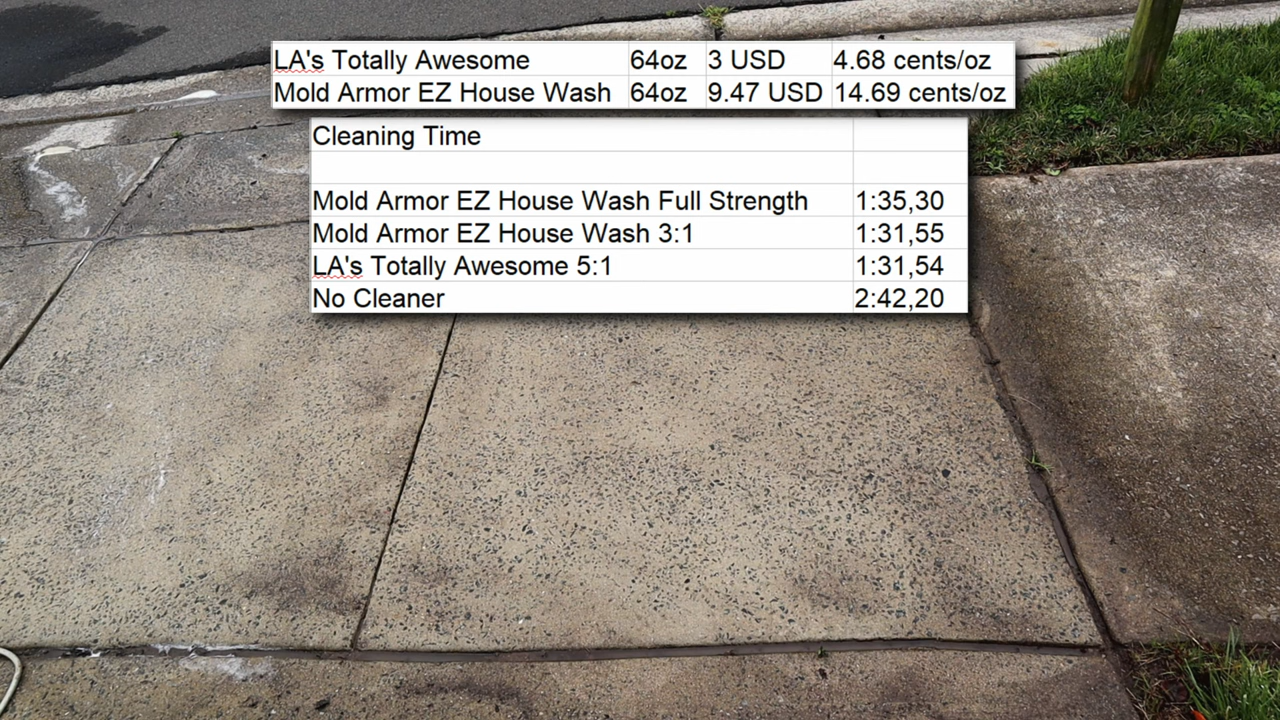 LA's Totally Awesome 64oz 3 USD 4.68 cents/oz
Mold Armor EZ House Wash 64oz 9.47 USD 14.69 cents/oz
Cleaning Time
Mold Armor EZ House Wash Full Strength 1:35,30
Mold Armor EZ House Wash 3:1 1:31,55
LA's Totally Awesome 5:1 1:31,54
No Cleaner 2:42,20